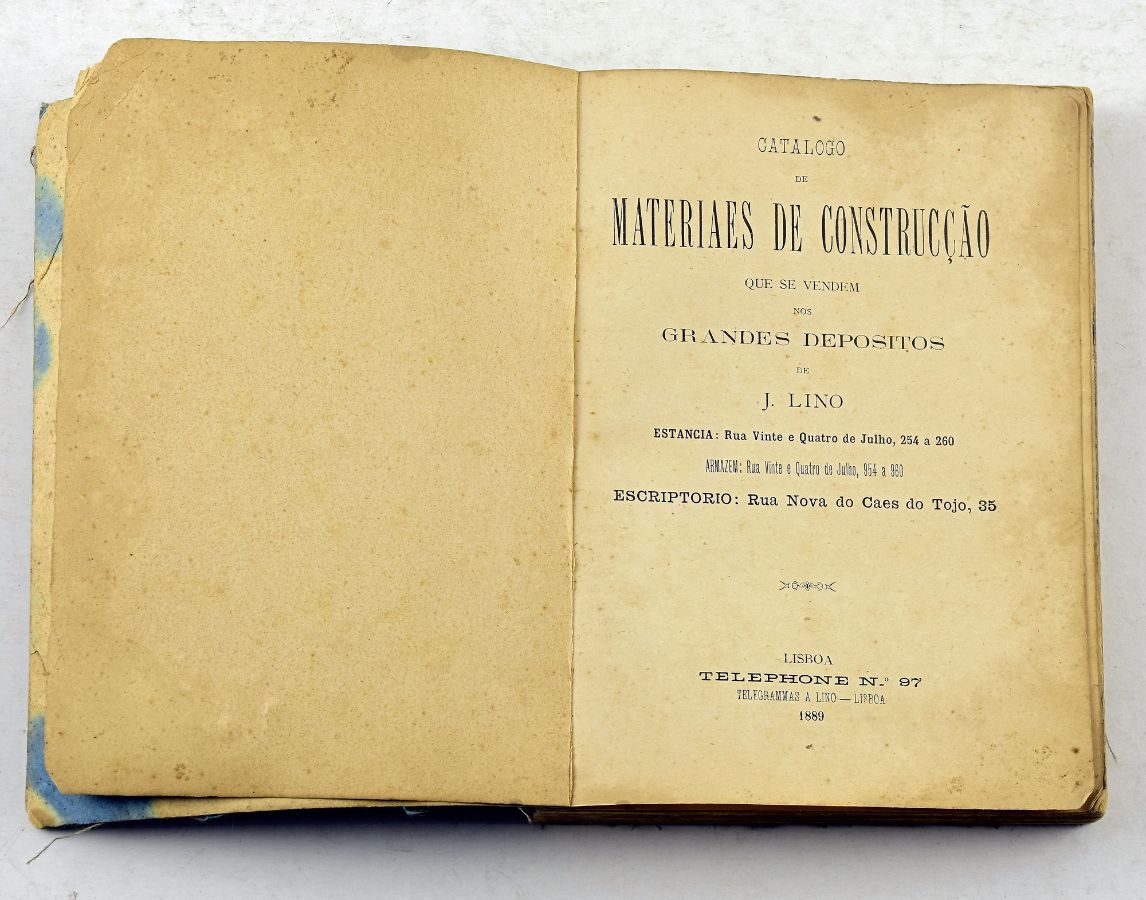 CATALOGO
DE
MATERIAES DE CONSTRUCÇÃO
QUE SE VENDEM
NOS
GRANDES DEPOSITOS
DE
J. LINO
ESTANCIA: Rua Vinte e Quatro de Julho, 254 a 260
ARMAZEM: Rua Vinte e Quatro de Julho, 954 a 980
ESCRIPTORIO: Rua Nova do Caes do Tojo, 35
LISBOA
TELEPHONE N.º 97
TELEGRAMMAS A LINO — LISBOA
1889